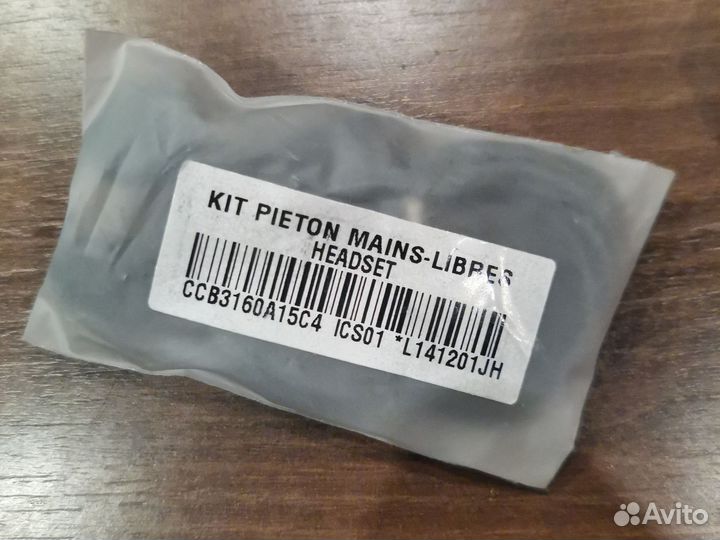 KIT PIETON MAINS-LIBRES
HEADSET
CCB3160A15C4 ICS01 *L141201JH
Avito